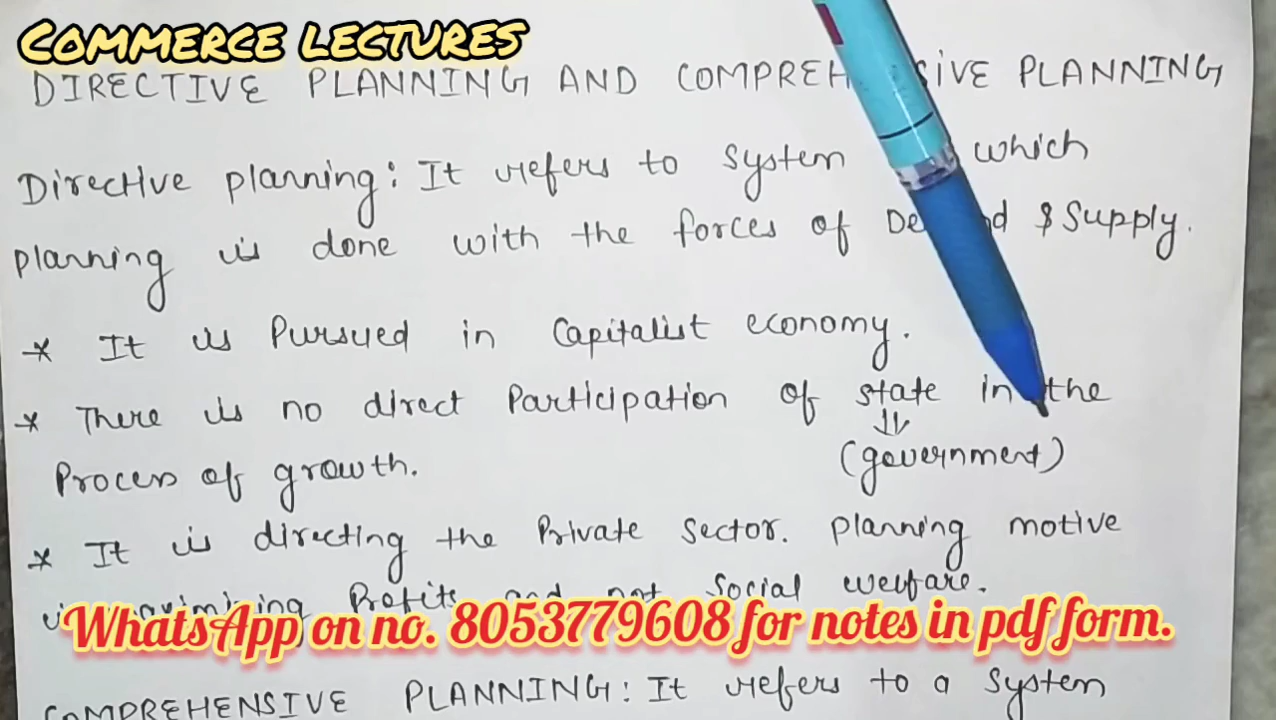 COMMERCE LECTURES
DIRECTIVE PLANNING AND PLANNING
Directive planning: It refers to system which
planning is done with the forces of & Supply.
* It is Pursued in Capitalist economy.
* There is no direct Participation of state in the
Process of growth. (government)
* It is directing the Private Sector. planning motive
Profits and not Social welfare.
WhatsApp on no. 8053779608 for notes in pdf form.
COMPREHENSIVE PLANNING: It refers to a System